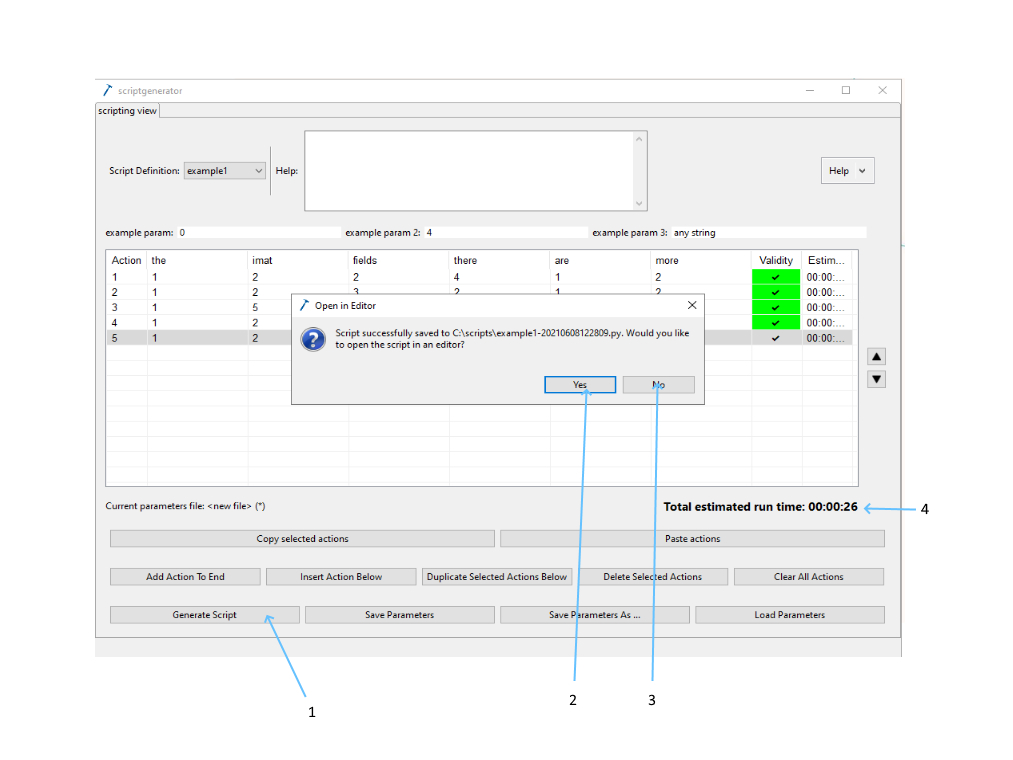 scriptgenerator
scripting view
Script Definition: example1 Help: Help
example param: 0 example param 2: 4 example param 3: any string
Action the imat fields there are more Validity Estim...
1 1 2 2 4 1 2 ✔ 00:00:...
2 1 2 3 2 1 2 ✔ 00:00:...
3 1 5 ✔ 00:00:...
4 1 2 ✔ 00:00:...
5 1 2 ✔ 00:00:...
Open in Editor
Script successfully saved to C:\scripts\example1-20210608122809.py. Would you like
to open the script in an editor?
Yes No
Current parameters file: <new file> (*) Total estimated run time: 00:00:26 4
Copy selected actions Paste actions
Add Action To End Insert Action Below Duplicate Selected Actions Below Delete Selected Actions Clear All Actions
Generate Script Save Parameters Save Parameters As ... Load Parameters
1 2 3